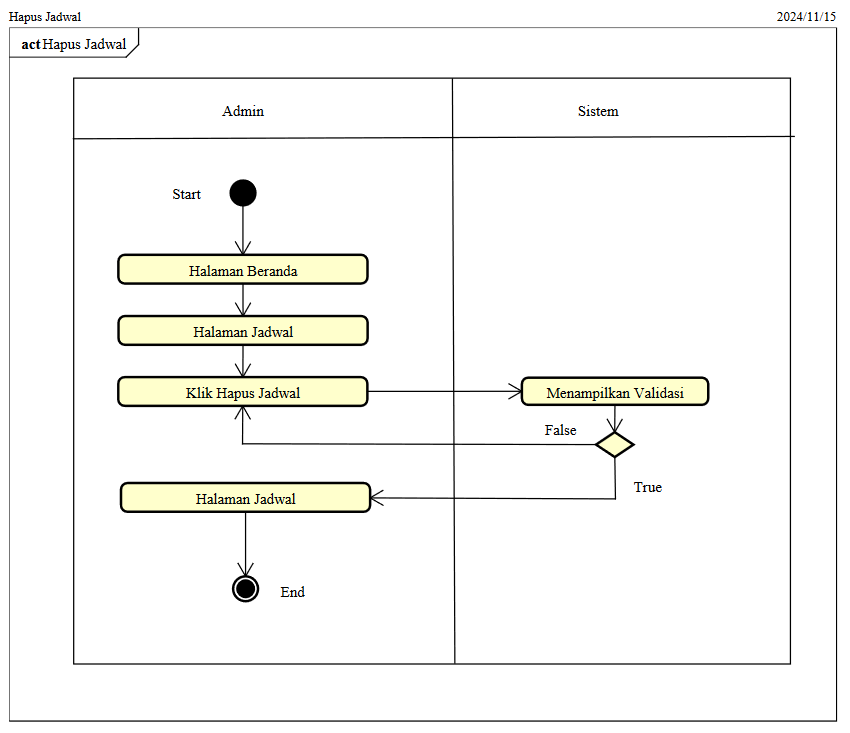 Hapus Jadwal 2024/11/15
act Hapus Jadwal
Admin Sistem
Start
Halaman Beranda
Halaman Jadwal
Klik Hapus Jadwal Menampilkan Validasi
False
True
Halaman Jadwal
End